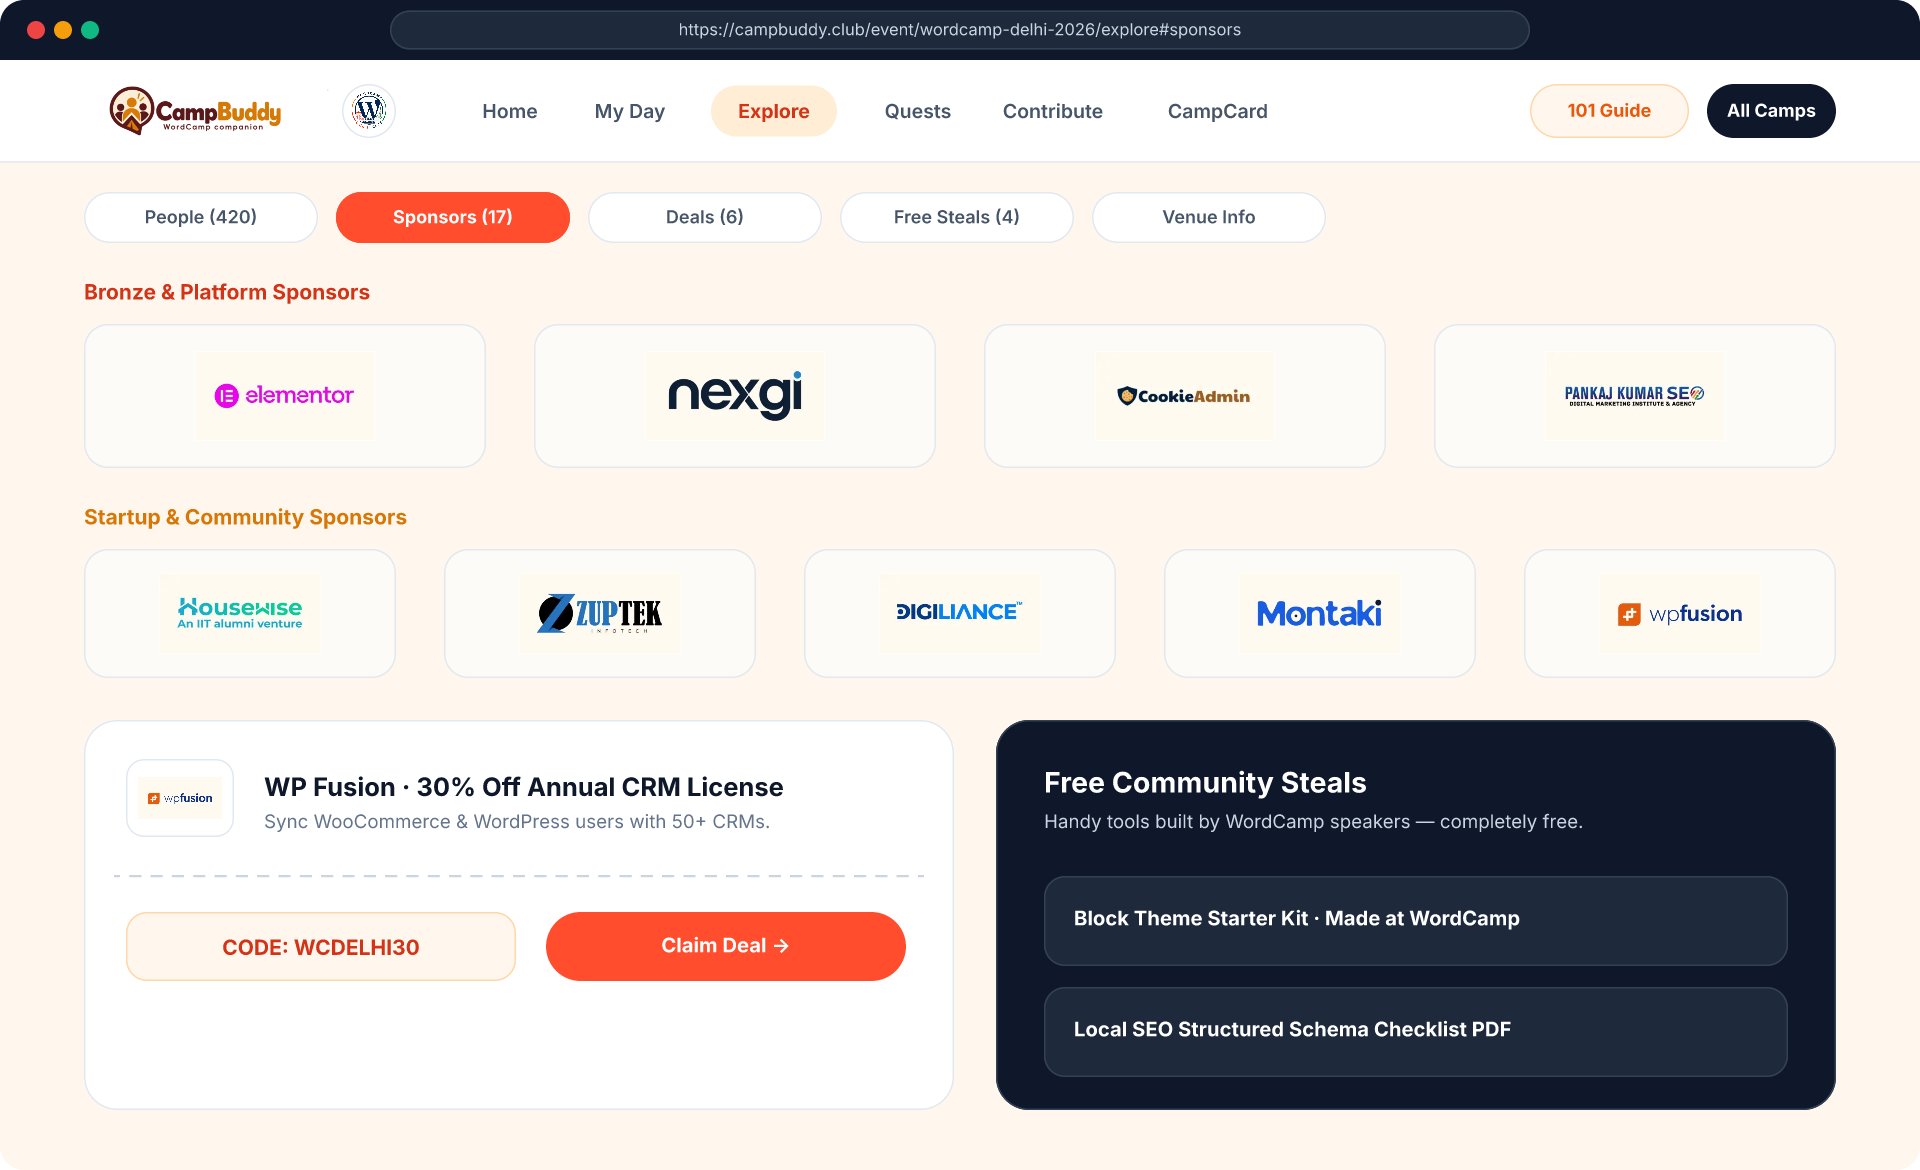 https://campbuddy.club/event/wordcamp-delhi-2026/explore#sponsors
CampBuddy
WordCamp companion
Home
My Day
Explore
Quests
Contribute
CampCard
101 Guide
All Camps
People (420)
Sponsors (17)
Deals (6)
Free Steals (4)
Venue Info
Bronze & Platform Sponsors
elementor
nexgi
CookieAdmin
PANKAJ KUMAR SEO
DIGITAL MARKETING INSTITUTE & AGENCY
Startup & Community Sponsors
Housewise
An IIT alumni venture
ZUPTEK
INFOTECH
DIGILIANCE™
Montaki
wpfusion
wpfusion
WP Fusion · 30% Off Annual CRM License
Sync WooCommerce & WordPress users with 50+ CRMs.
CODE: WCDELHI30
Claim Deal →
Free Community Steals
Handy tools built by WordCamp speakers — completely free.
Block Theme Starter Kit · Made at WordCamp
Local SEO Structured Schema Checklist PDF